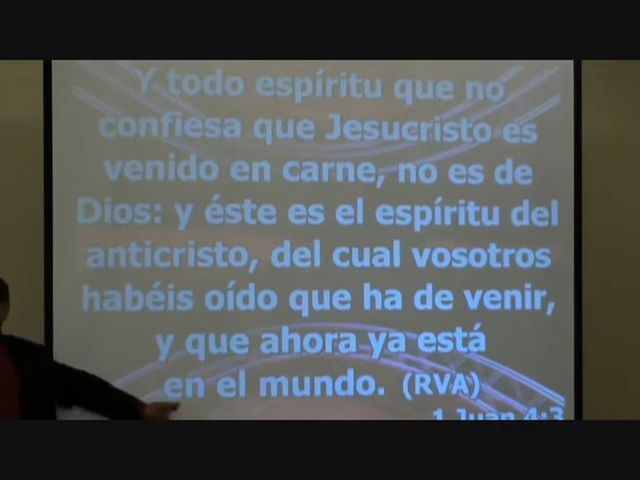 Y todo espíritu que no
confiesa que Jesucristo es
venido en carne, no es de
Dios: y éste es el espíritu del
anticristo, del cual vosotros
habéis oído que ha de venir,
y que ahora ya está
en el mundo. (RVA)
1 Juan 4:3